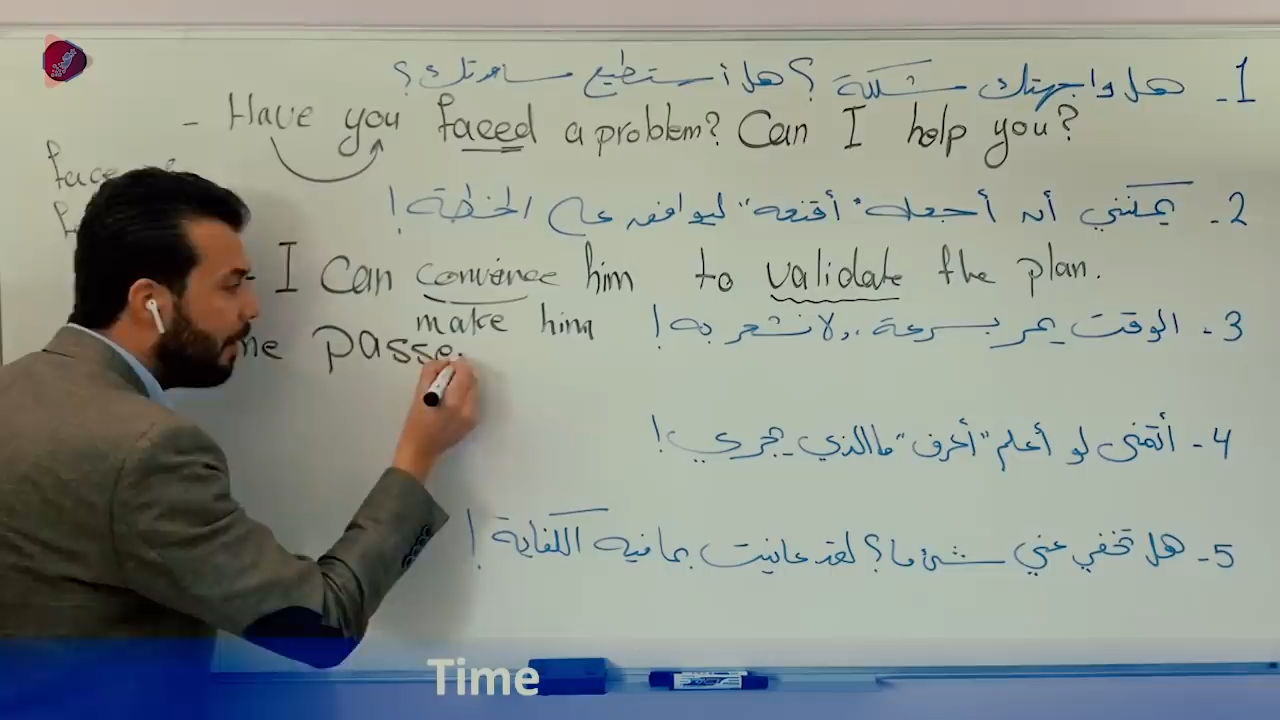 1- هل واجهتك مشكلة ؟ هل أستطيع مساعدتك ؟
- Have you faced a problem? Can I help you?
face
2- يمكنني أن أجعله "أقنعه" ليوافق على الخطة !
- I Can convince him to validate the plan.
make him
3- الوقت يمر بسرعة ،، لا نشعر به !
me passe
4- أتمنى لو أعلم "أعرف" ما الذي يجري !
5- هل تخفي عني شئ ما ؟ لقد عانيت بما فيه الكفاية !
Time